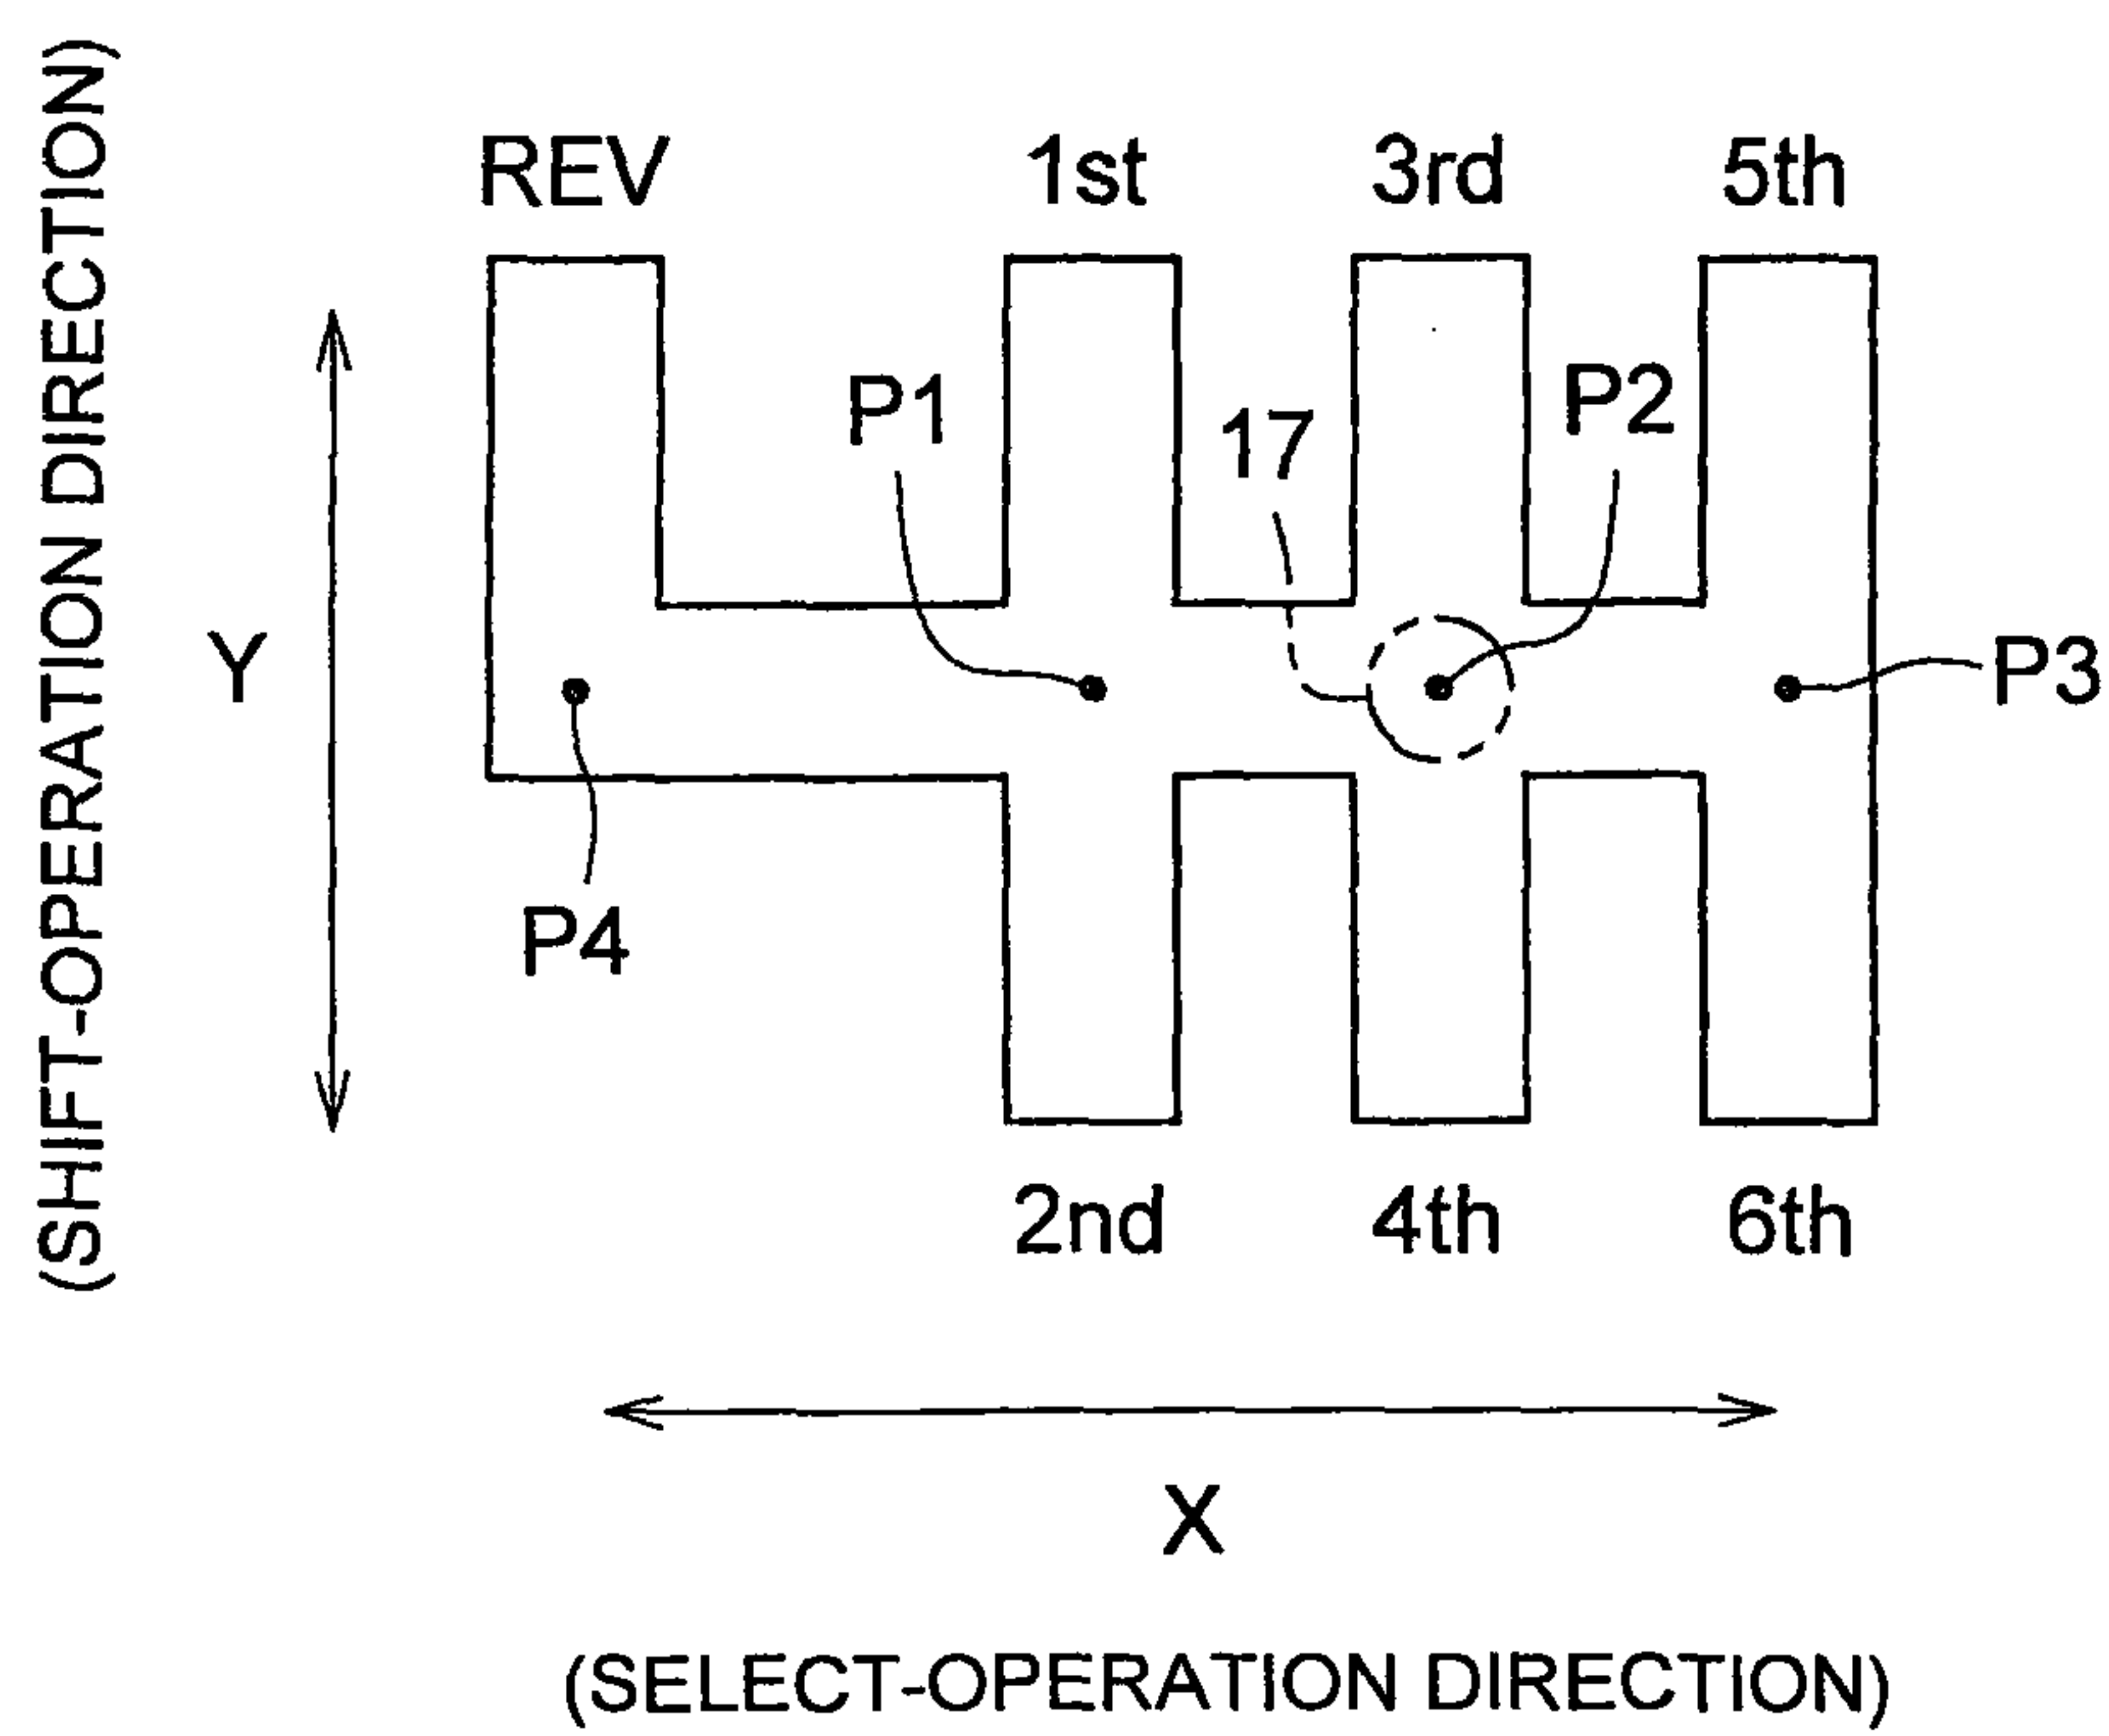 (SHIFT-OPERATION DIRECTION)
Y
REV 1st 3rd 5th
P1 17 P2
P3
P4
2nd 4th 6th
X
(SELECT-OPERATION DIRECTION)